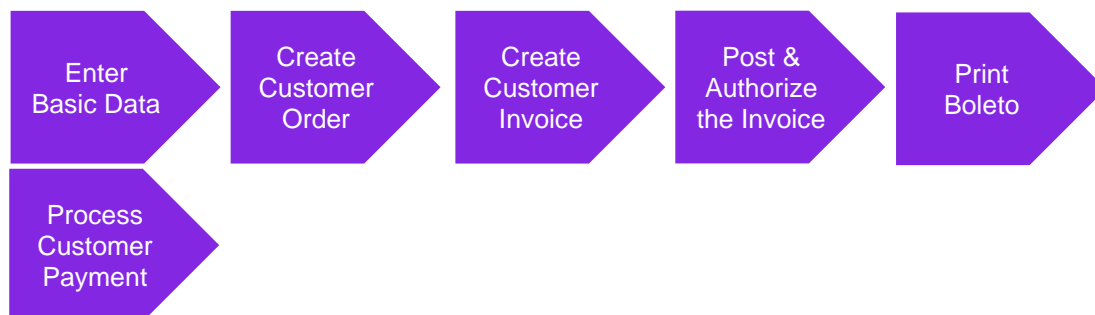 Enter
Basic Data
Create
Customer
Order
Create
Customer
Invoice
Post &
Authorize
the Invoice
Print
Boleto
Process
Customer
Payment